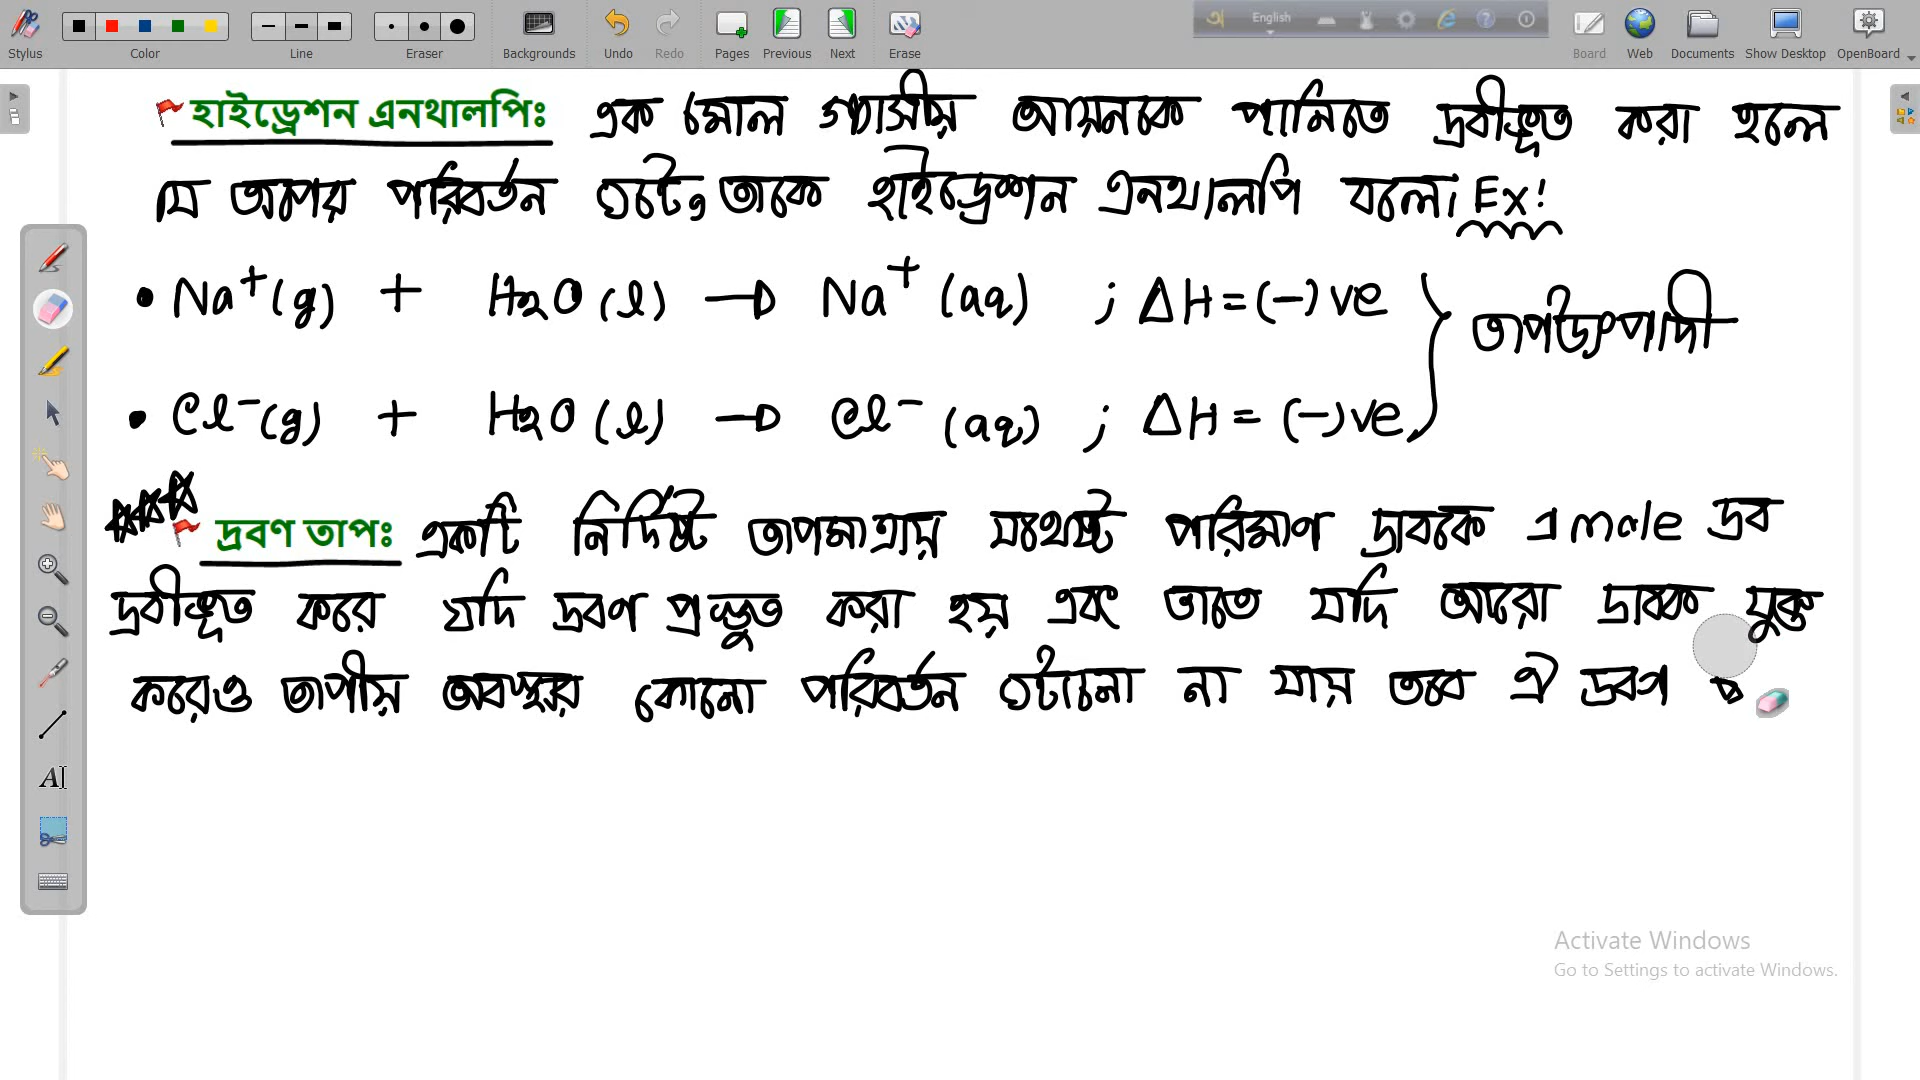 Stylus Color Line Eraser Backgrounds Undo Redo Pages Previous Next Erase English Board Web Documents Show Desktop OpenBoard
হাইড্রেশন এনথালপিঃ এক মোল গ্যাসীয় আয়নকে পানিতে দ্রবীভূত করা হলে
যে তাপের পরিবর্তন ঘটে, তাকে হাইড্রেশন এনথালপি বলে। Ex:
• Na⁺(g) + H₂O(l) → Na⁺(aq) ; ΔH = (-)ve
তাপউৎপাদী
• Cl⁻(g) + H₂O(l) → Cl⁻(aq) ; ΔH = (-)ve
দ্রবণ তাপঃ একটি নির্দিষ্ট তাপমাত্রায় যথেষ্ট পরিমাণ দ্রাবকে 1 mole দ্রব
দ্রবীভূত করে যদি দ্রবণ প্রস্তুত করা হয় এবং তাতে যদি আরো দ্রাবক যুক্ত
করেও তাপীয় অবস্থার কোনো পরিবর্তন ঘটানো না যায় তবে ঐ দ্রবণ
Activate Windows
Go to Settings to activate Windows.